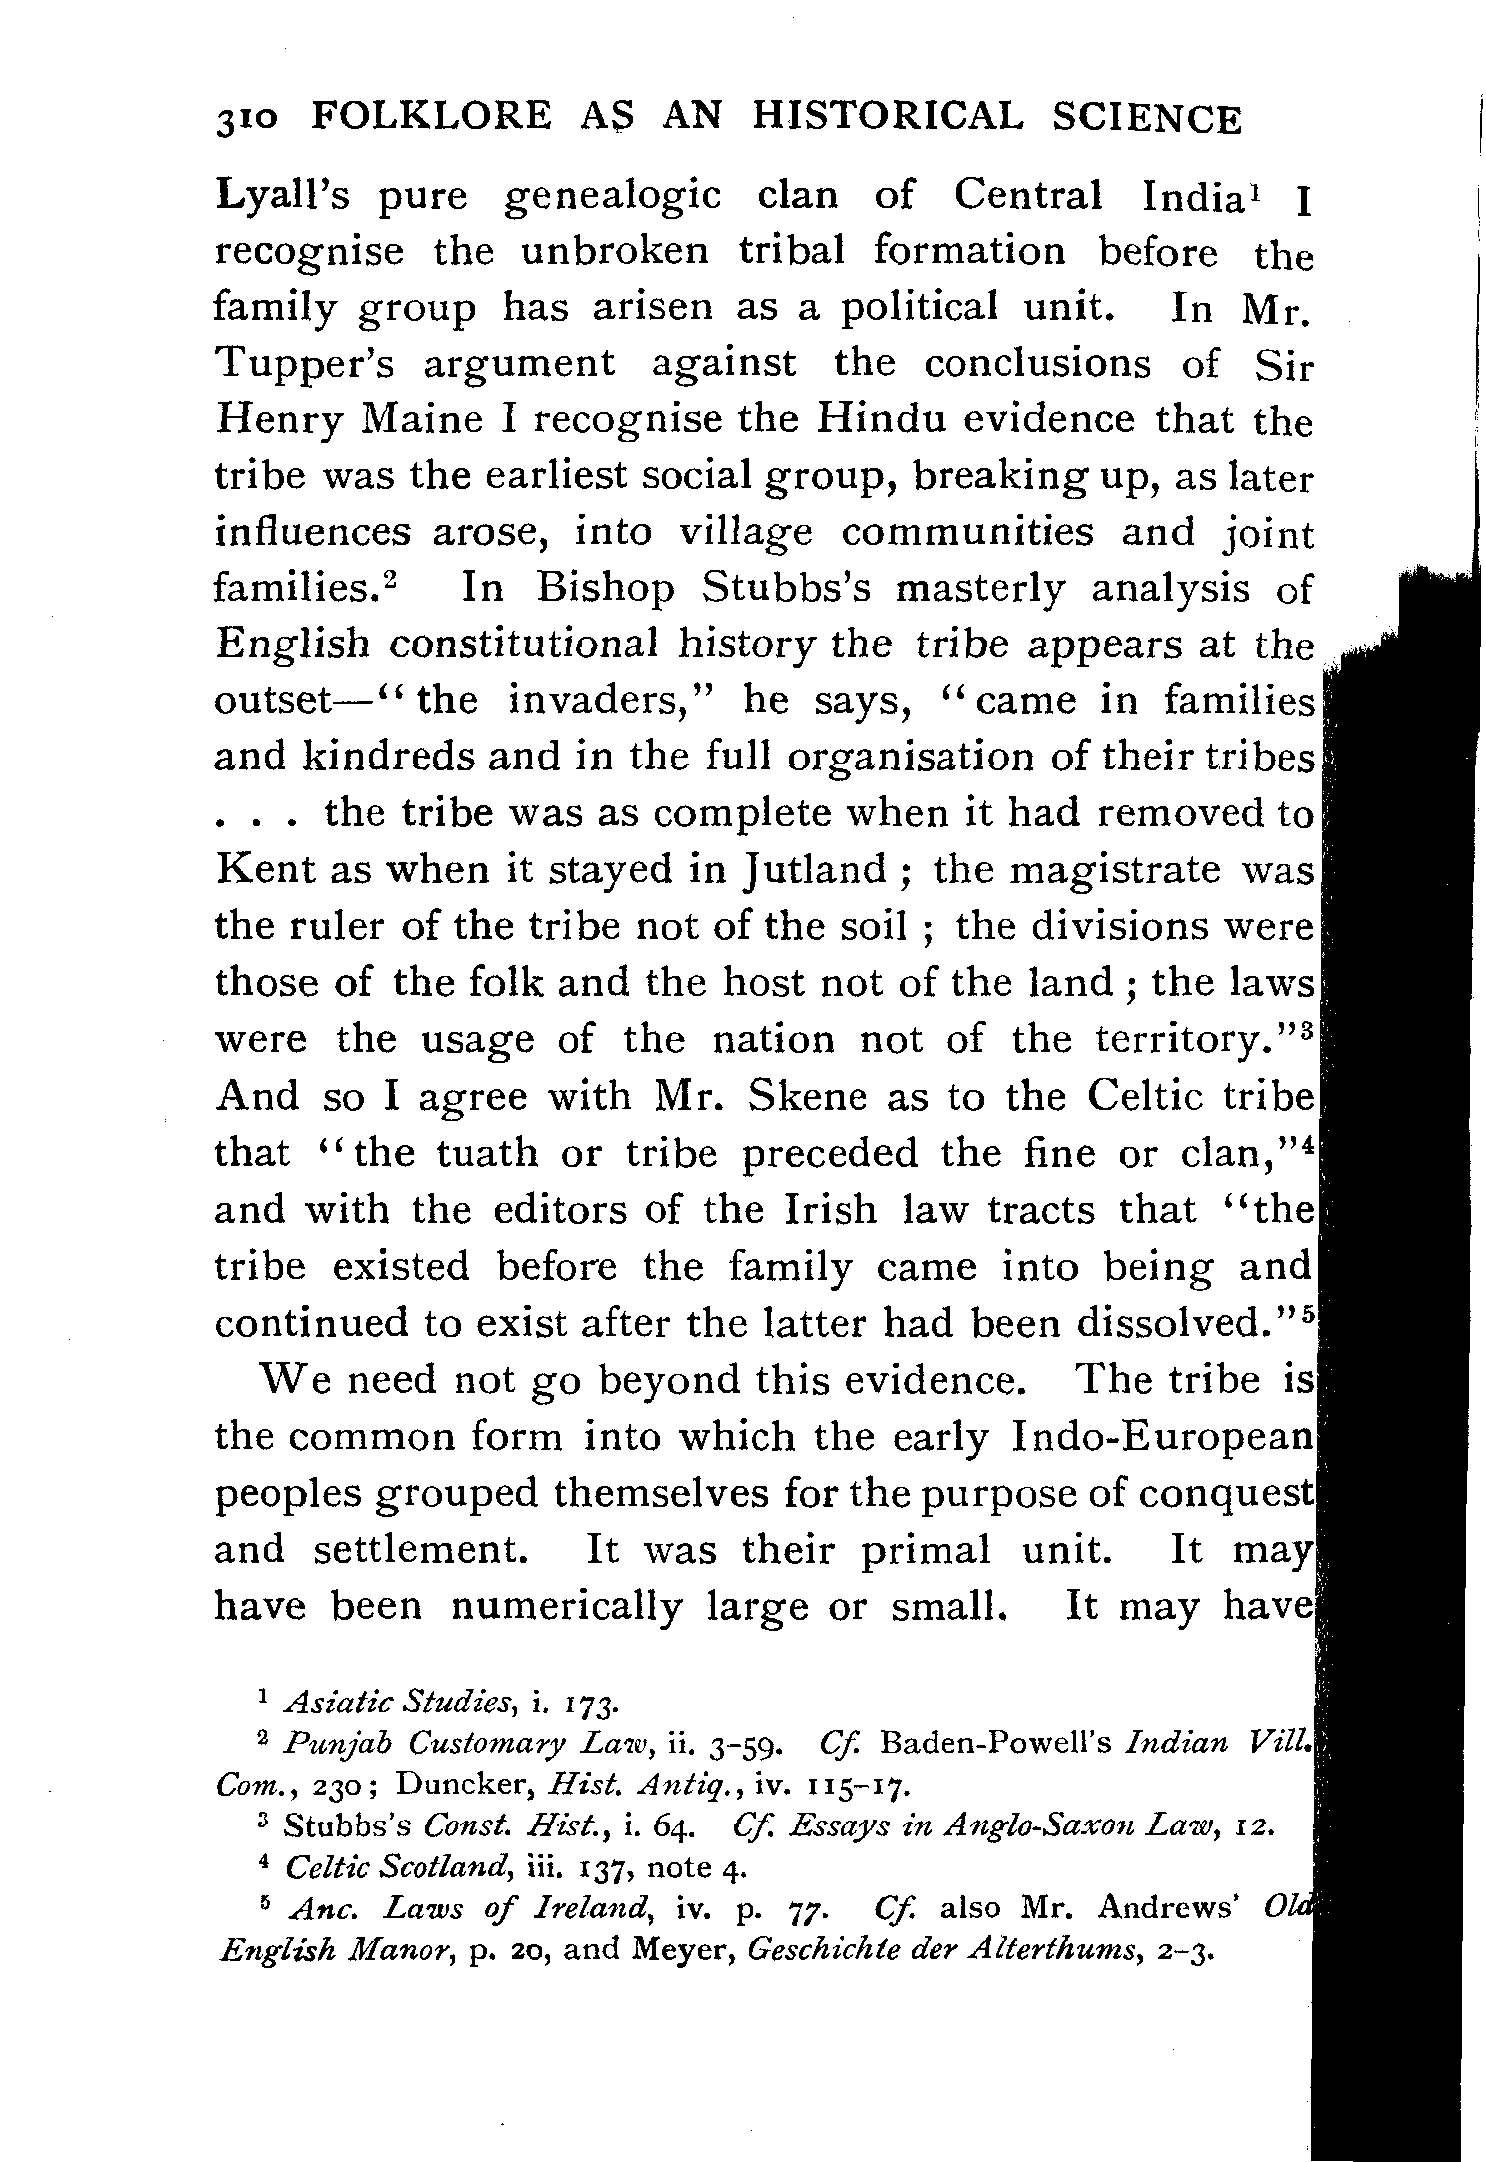 310 FOLKLORE AS AN HISTORICAL SCIENCE
Lyall's pure genealogic clan of Central India¹ I
recognise the unbroken tribal formation before the
family group has arisen as a political unit. In Mr.
Tupper's argument against the conclusions of Sir
Henry Maine I recognise the Hindu evidence that the
tribe was the earliest social group, breaking up, as later
influences arose, into village communities and joint
families.² In Bishop Stubbs's masterly analysis of
English constitutional history the tribe appears at the
outset—“the invaders,” he says, “came in families
and kindreds and in the full organisation of their tribes
. . . the tribe was as complete when it had removed to
Kent as when it stayed in Jutland ; the magistrate was
the ruler of the tribe not of the soil ; the divisions were
those of the folk and the host not of the land ; the laws
were the usage of the nation not of the territory.”³
And so I agree with Mr. Skene as to the Celtic tribe
that “the tuath or tribe preceded the fine or clan,”⁴
and with the editors of the Irish law tracts that “the
tribe existed before the family came into being and
continued to exist after the latter had been dissolved.”⁵
We need not go beyond this evidence. The tribe is
the common form into which the early Indo-European
peoples grouped themselves for the purpose of conquest
and settlement. It was their primal unit. It may
have been numerically large or small. It may have
¹ Asiatic Studies, i. 173.
² Punjab Customary Law, ii. 3-59. Cf. Baden-Powell's Indian Vill.
Com., 230; Duncker, Hist. Antiq., iv. 115-17.
³ Stubbs's Const. Hist., i. 64. Cf. Essays in Anglo-Saxon Law, 12.
⁴ Celtic Scotland, iii. 137, note 4.
⁵ Anc. Laws of Ireland, iv. p. 77. Cf. also Mr. Andrews' Old
English Manor, p. 20, and Meyer, Geschichte der Alterthums, 2-3.